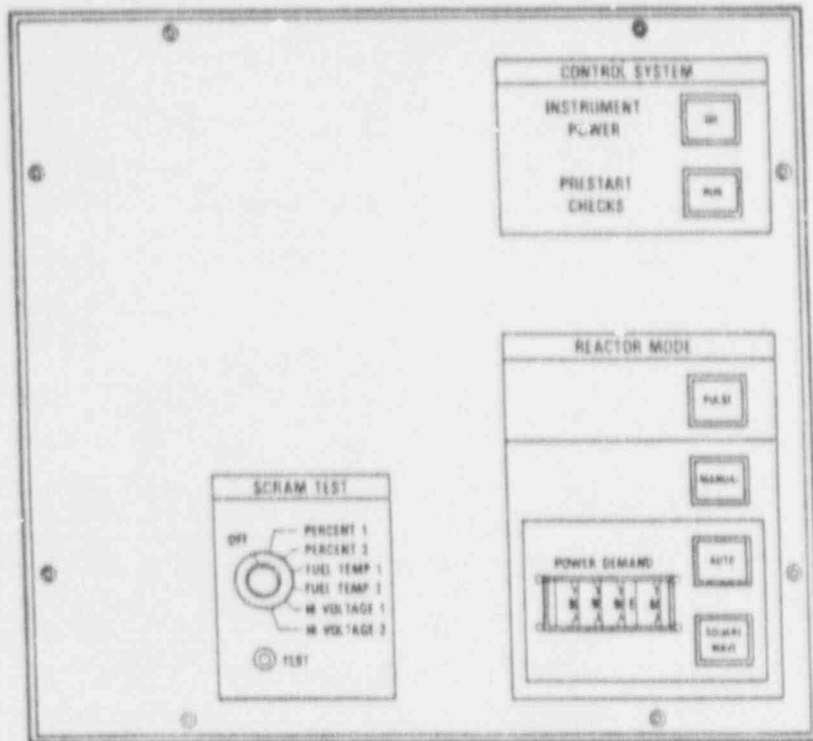 CONTROL SYSTEM
INSTRUMENT
POWER
ON
PRESTART
CHECKS
RUN
REACTOR MODE
PULSE
MANUAL
SCRAM TEST
OFF
PERCENT 1
PERCENT 2
FUEL TEMP 1
FUEL TEMP 2
HI VOLTAGE 1
HI VOLTAGE 2
TEST
POWER DEMAND
AUTO
SQUARE
WAVE